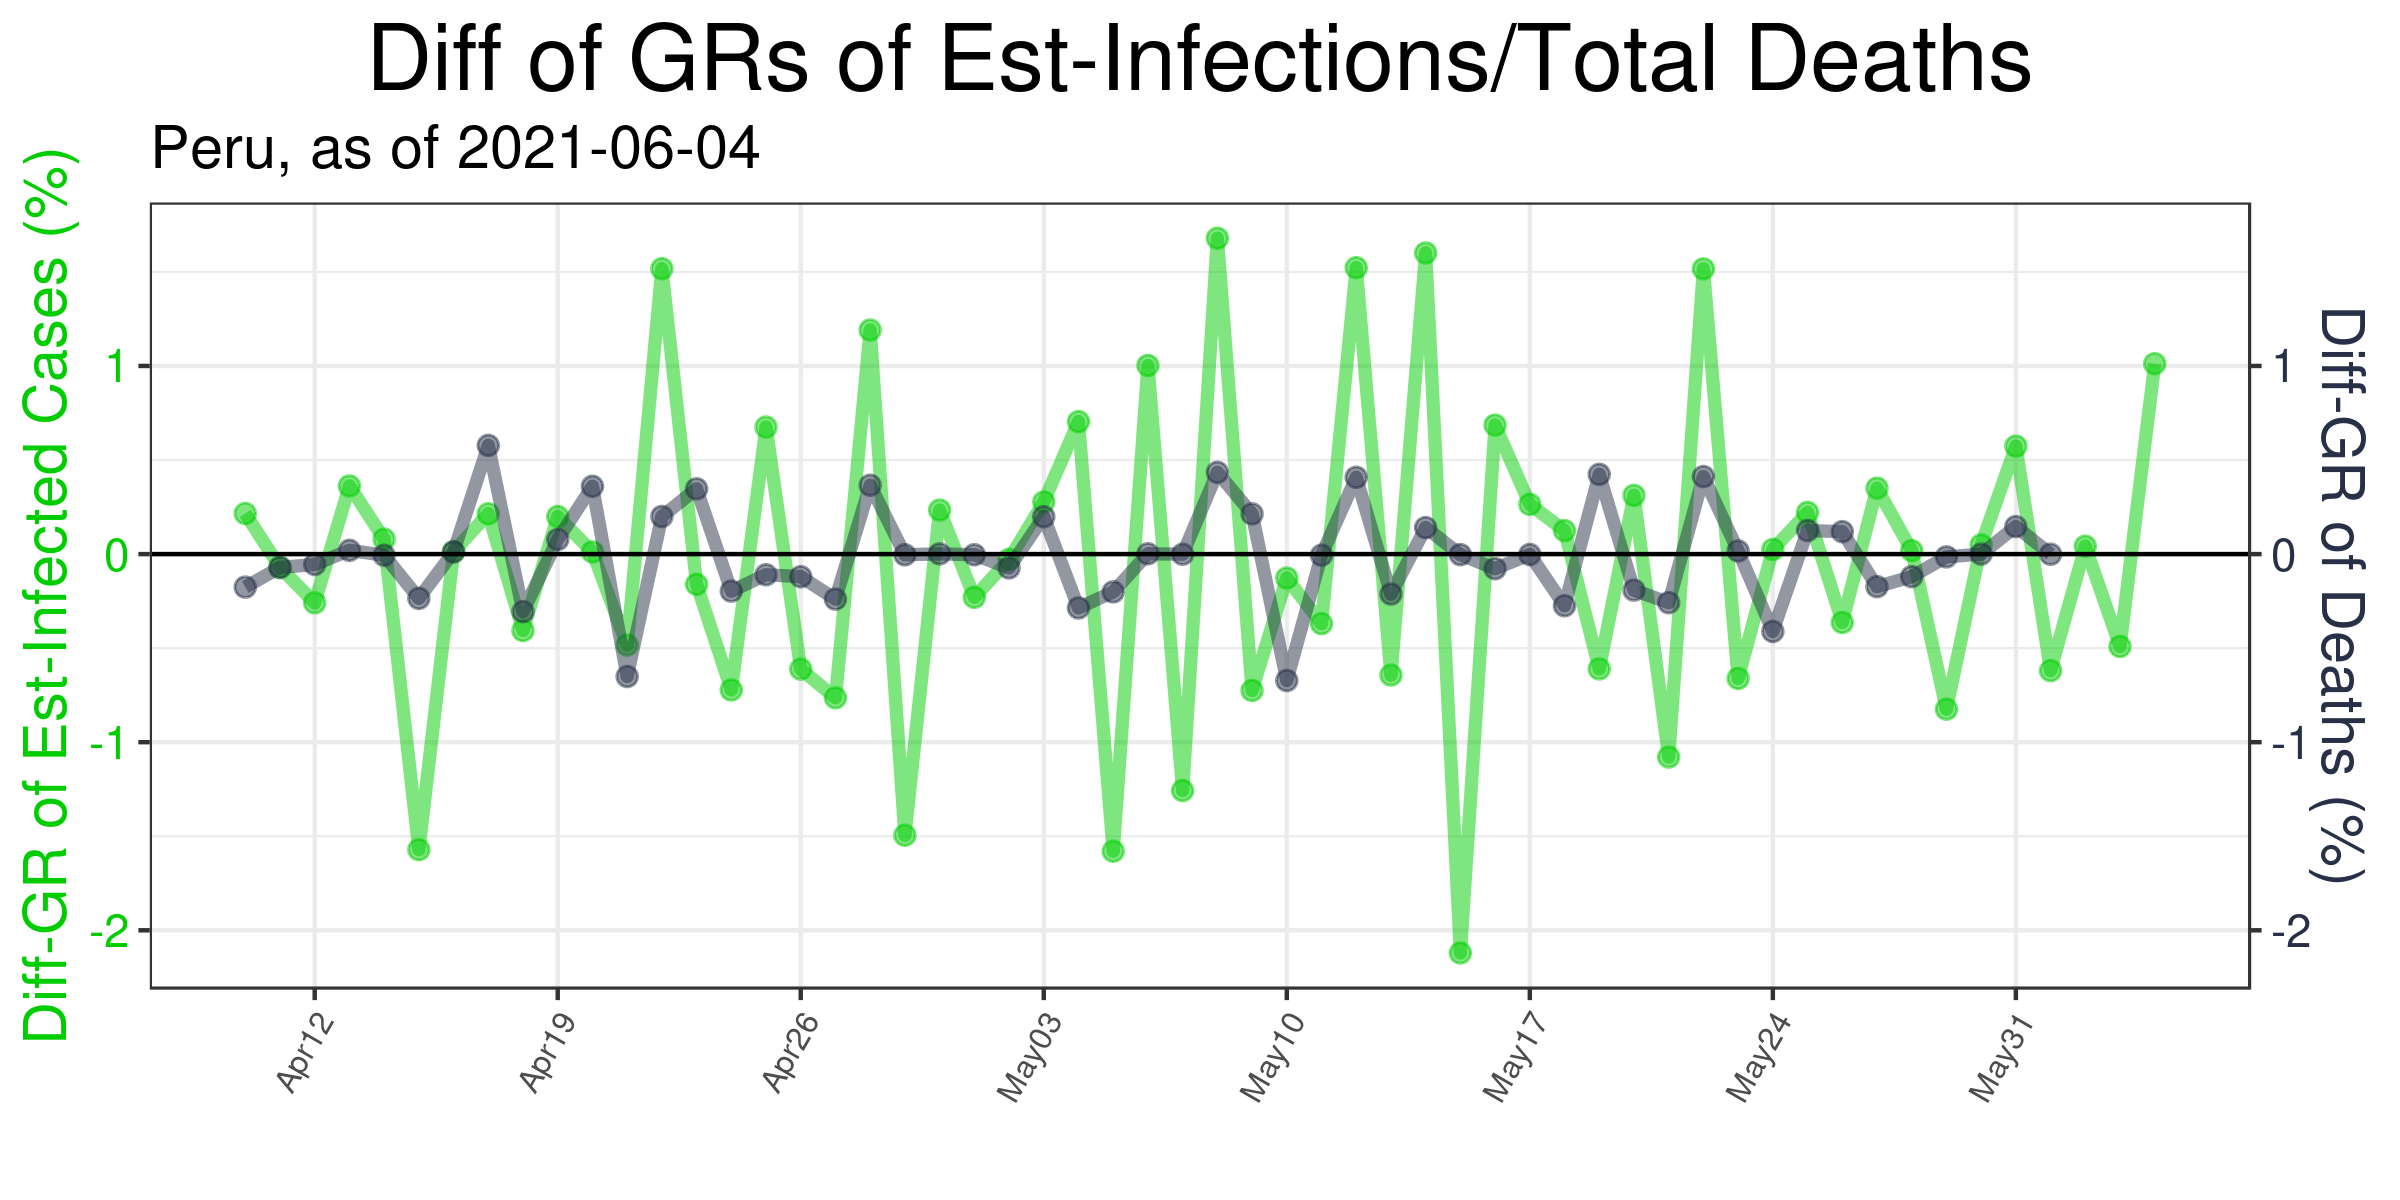 Diff of GRs of Est-Infections/Total Deaths
Peru, as of 2021-06-04
Diff-GR of Est-Infected Cases (%)
1
0
-1
-2
1
0
-1
-2
Diff-GR of Deaths (%)
Apr12
Apr19
Apr26
May03
May10
May17
May24
May31